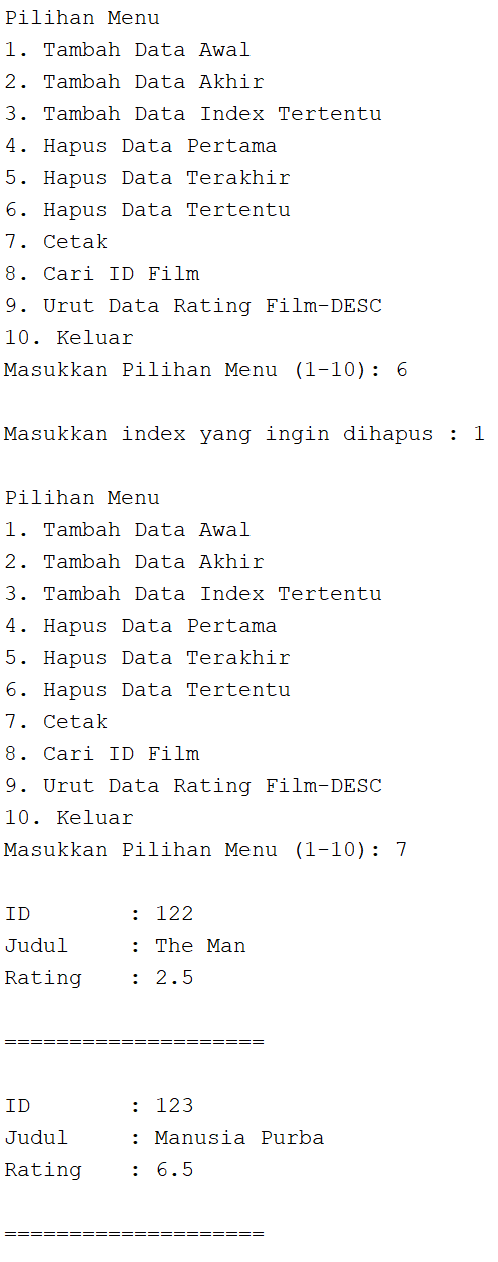 Pilihan Menu
1. Tambah Data Awal
2. Tambah Data Akhir
3. Tambah Data Index Tertentu
4. Hapus Data Pertama
5. Hapus Data Terakhir
6. Hapus Data Tertentu
7. Cetak
8. Cari ID Film
9. Urut Data Rating Film-DESC
10. Keluar
Masukkan Pilihan Menu (1-10): 6
Masukkan index yang ingin dihapus : 1
Pilihan Menu
1. Tambah Data Awal
2. Tambah Data Akhir
3. Tambah Data Index Tertentu
4. Hapus Data Pertama
5. Hapus Data Terakhir
6. Hapus Data Tertentu
7. Cetak
8. Cari ID Film
9. Urut Data Rating Film-DESC
10. Keluar
Masukkan Pilihan Menu (1-10): 7
ID : 122
Judul : The Man
Rating : 2.5
====================
ID : 123
Judul : Manusia Purba
Rating : 6.5
====================